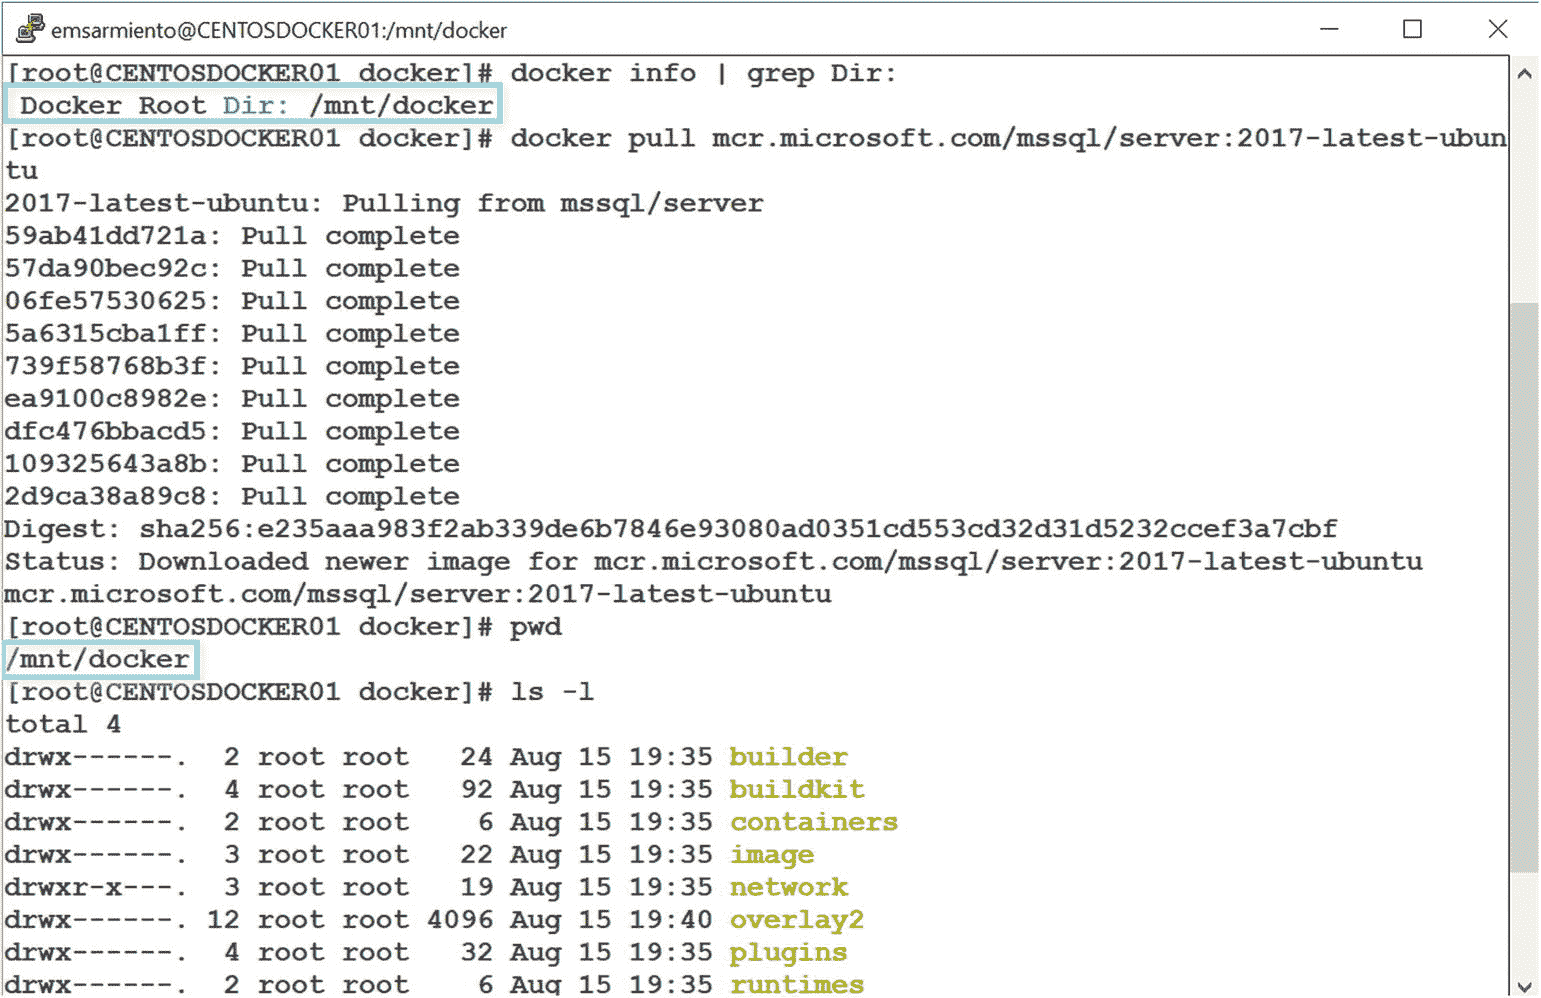 emsarmiento@CENTOSDOCKER01:/mnt/docker
[root@CENTOSDOCKER01 docker]# docker info | grep Dir:
 Docker Root Dir: /mnt/docker
[root@CENTOSDOCKER01 docker]# docker pull mcr.microsoft.com/mssql/server:2017-latest-ubun
tu
2017-latest-ubuntu: Pulling from mssql/server
59ab41dd721a: Pull complete
57da90bec92c: Pull complete
06fe57530625: Pull complete
5a6315cba1ff: Pull complete
739f58768b3f: Pull complete
ea9100c8982e: Pull complete
dfc476bbacd5: Pull complete
109325643a8b: Pull complete
2d9ca38a89c8: Pull complete
Digest: sha256:e235aaa983f2ab339de6b7846e93080ad0351cd553cd32d31d5232ccef3a7cbf
Status: Downloaded newer image for mcr.microsoft.com/mssql/server:2017-latest-ubuntu
mcr.microsoft.com/mssql/server:2017-latest-ubuntu
[root@CENTOSDOCKER01 docker]# pwd
/mnt/docker
[root@CENTOSDOCKER01 docker]# ls -l
total 4
drwx------.  2 root root   24 Aug 15 19:35 builder
drwx------.  4 root root   92 Aug 15 19:35 buildkit
drwx------.  2 root root    6 Aug 15 19:35 containers
drwx------.  3 root root   22 Aug 15 19:35 image
drwxr-x---.  3 root root   19 Aug 15 19:35 network
drwx------. 12 root root 4096 Aug 15 19:40 overlay2
drwx------.  4 root root   32 Aug 15 19:35 plugins
drwx------.  2 root root    6 Aug 15 19:35 runtimes